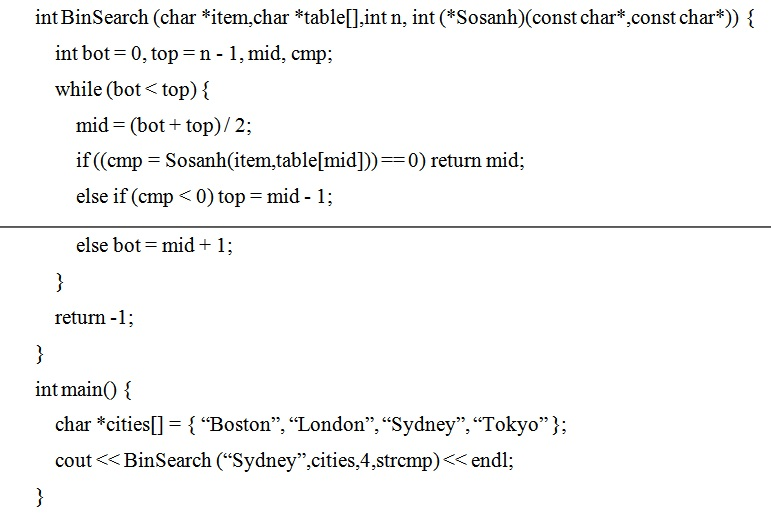 int BinSearch (char *item,char *table[],int n, int (*Sosanh)(const char*,const char*)) {
int bot = 0, top = n - 1, mid, cmp;
while (bot < top) {
mid = (bot + top) / 2;
if ((cmp = Sosanh(item,table[mid]))==0) return mid;
else if (cmp < 0) top = mid - 1;
else bot = mid + 1;
}
return -1;
}
int main() {
char *cities[] = { “Boston”, “London”, “Sydney”, “Tokyo” };
cout << BinSearch (“Sydney”,cities,4,strcmp) << endl;
}